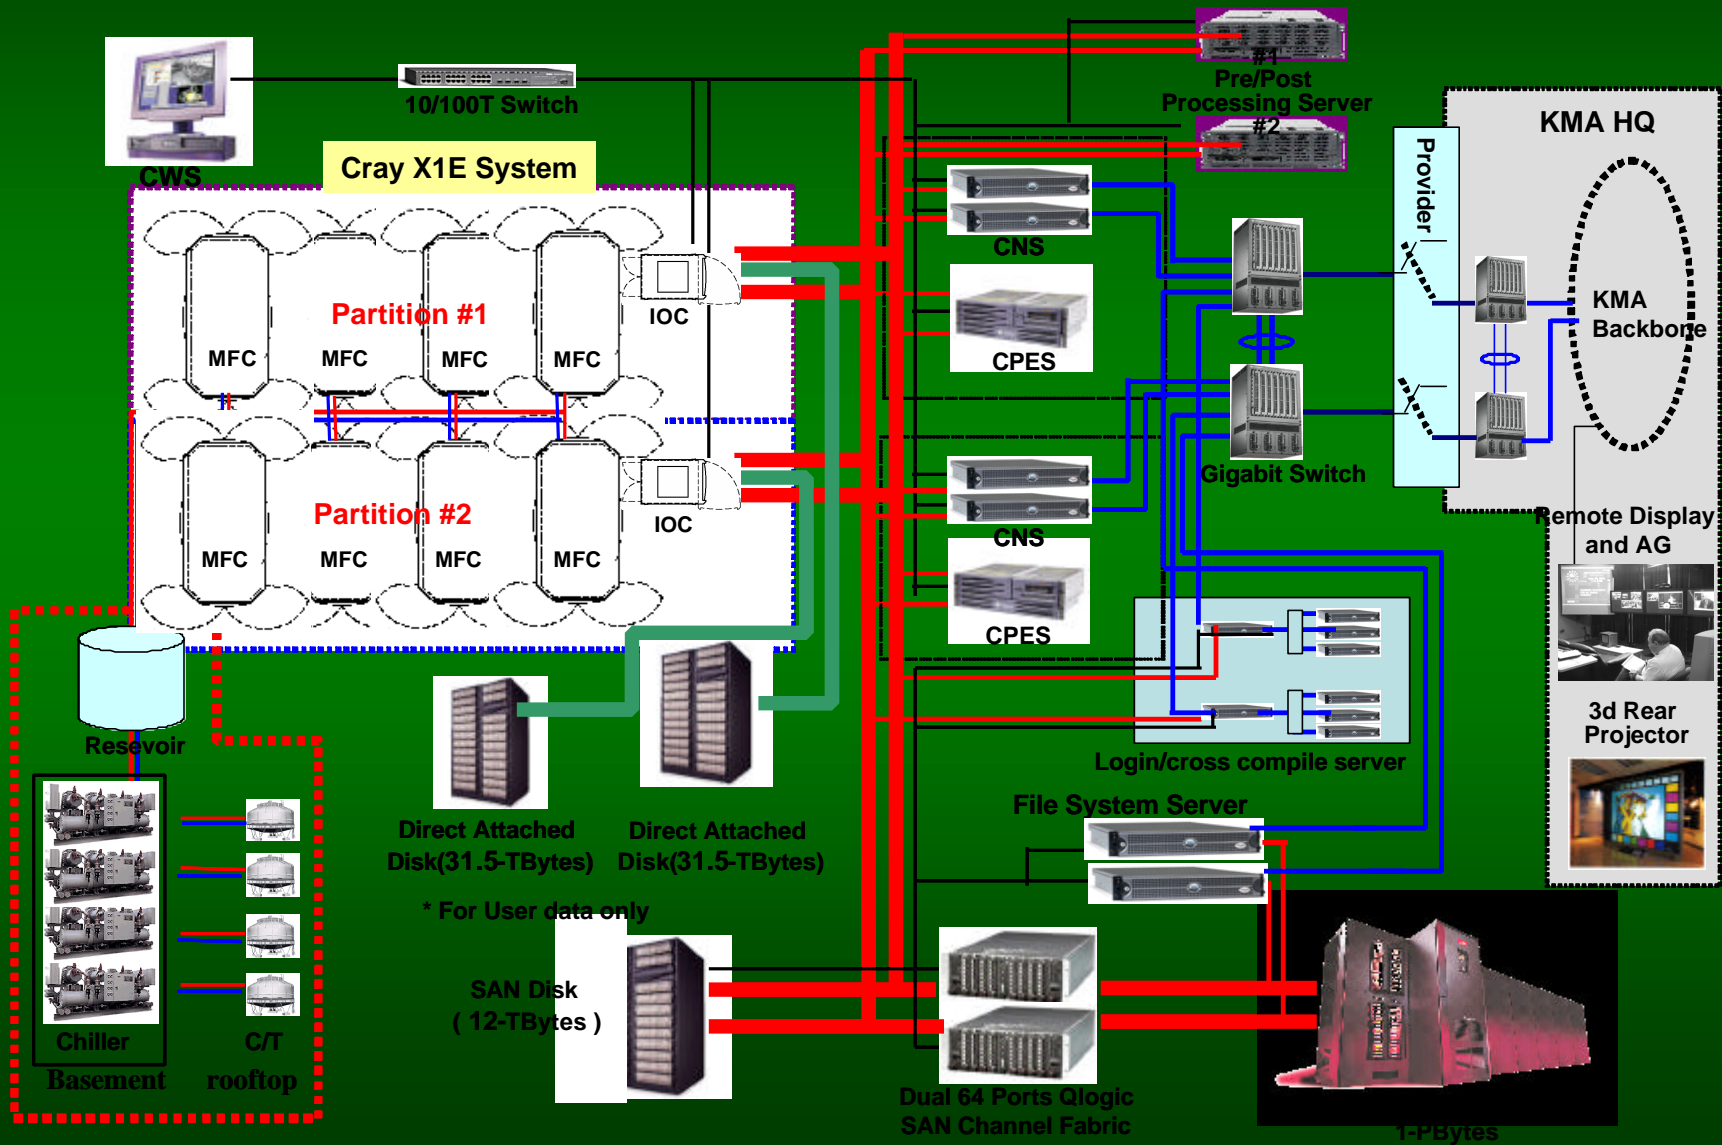 #1
Pre/Post
Processing Server
#2
10/100T Switch
CWS
Cray X1E System
KMA HQ
Provider
CNS
Partition #1
IOC
MFC
MFC
MFC
MFC
CPES
KMA
Backbone
Gigabit Switch
Partition #2
IOC
MFC
MFC
MFC
MFC
CNS
CPES
Remote Display
and AG
3d Rear
Projector
Resevoir
Login/cross compile server
File System Server
Direct Attached
Disk(31.5-TBytes)
Direct Attached
Disk(31.5-TBytes)
* For User data only
SAN Disk
( 12-TBytes )
Chiller
C/T
Basement
rooftop
Dual 64 Ports Qlogic
SAN Channel Fabric
1-PBytes